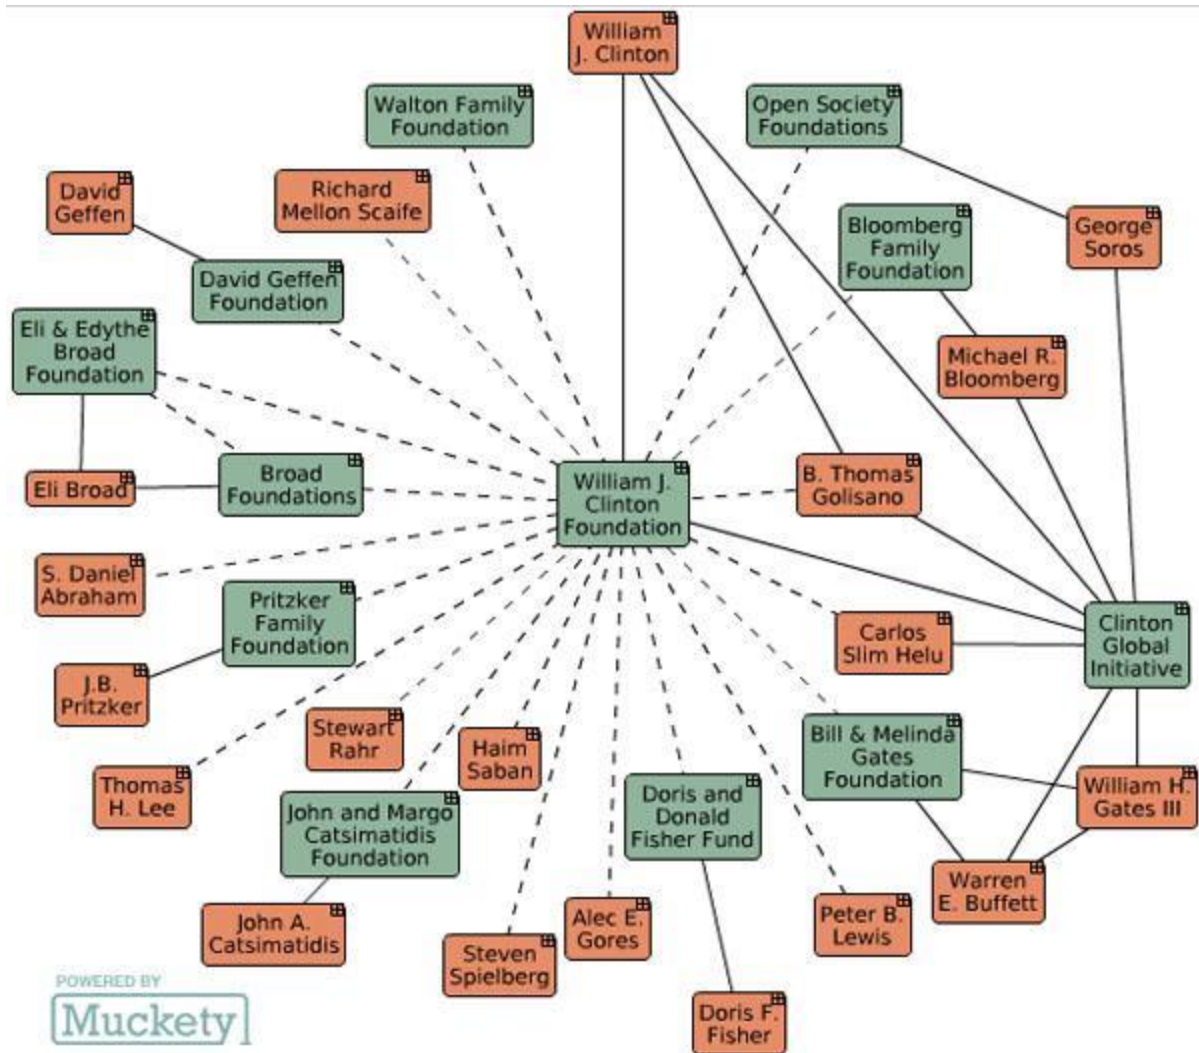 William
J. Clinton
Walton Family
Foundation
Open Society
Foundations
David
Geffen
Richard
Mellon Scaife
Bloomberg
Family
Foundation
George
Soros
David Geffen
Foundation
Eli & Edythe
Broad
Foundation
Michael R.
Bloomberg
Eli Broad
Broad
Foundations
William J.
Clinton
Foundation
B. Thomas
Golisano
S. Daniel
Abraham
Pritzker
Family
Foundation
Carlos
Slim Helu
Clinton
Global
Initiative
J.B.
Pritzker
Stewart
Rahr
Haim
Saban
Bill & Melinda
Gates
Foundation
Thomas
H. Lee
John and Margo
Catsimatidis
Foundation
Doris and
Donald
Fisher Fund
William H.
Gates III
Warren
E. Buffett
John A.
Catsimatidis
Steven
Spielberg
Alec E.
Gores
Peter B.
Lewis
Doris F.
Fisher
POWERED BY
Muckety